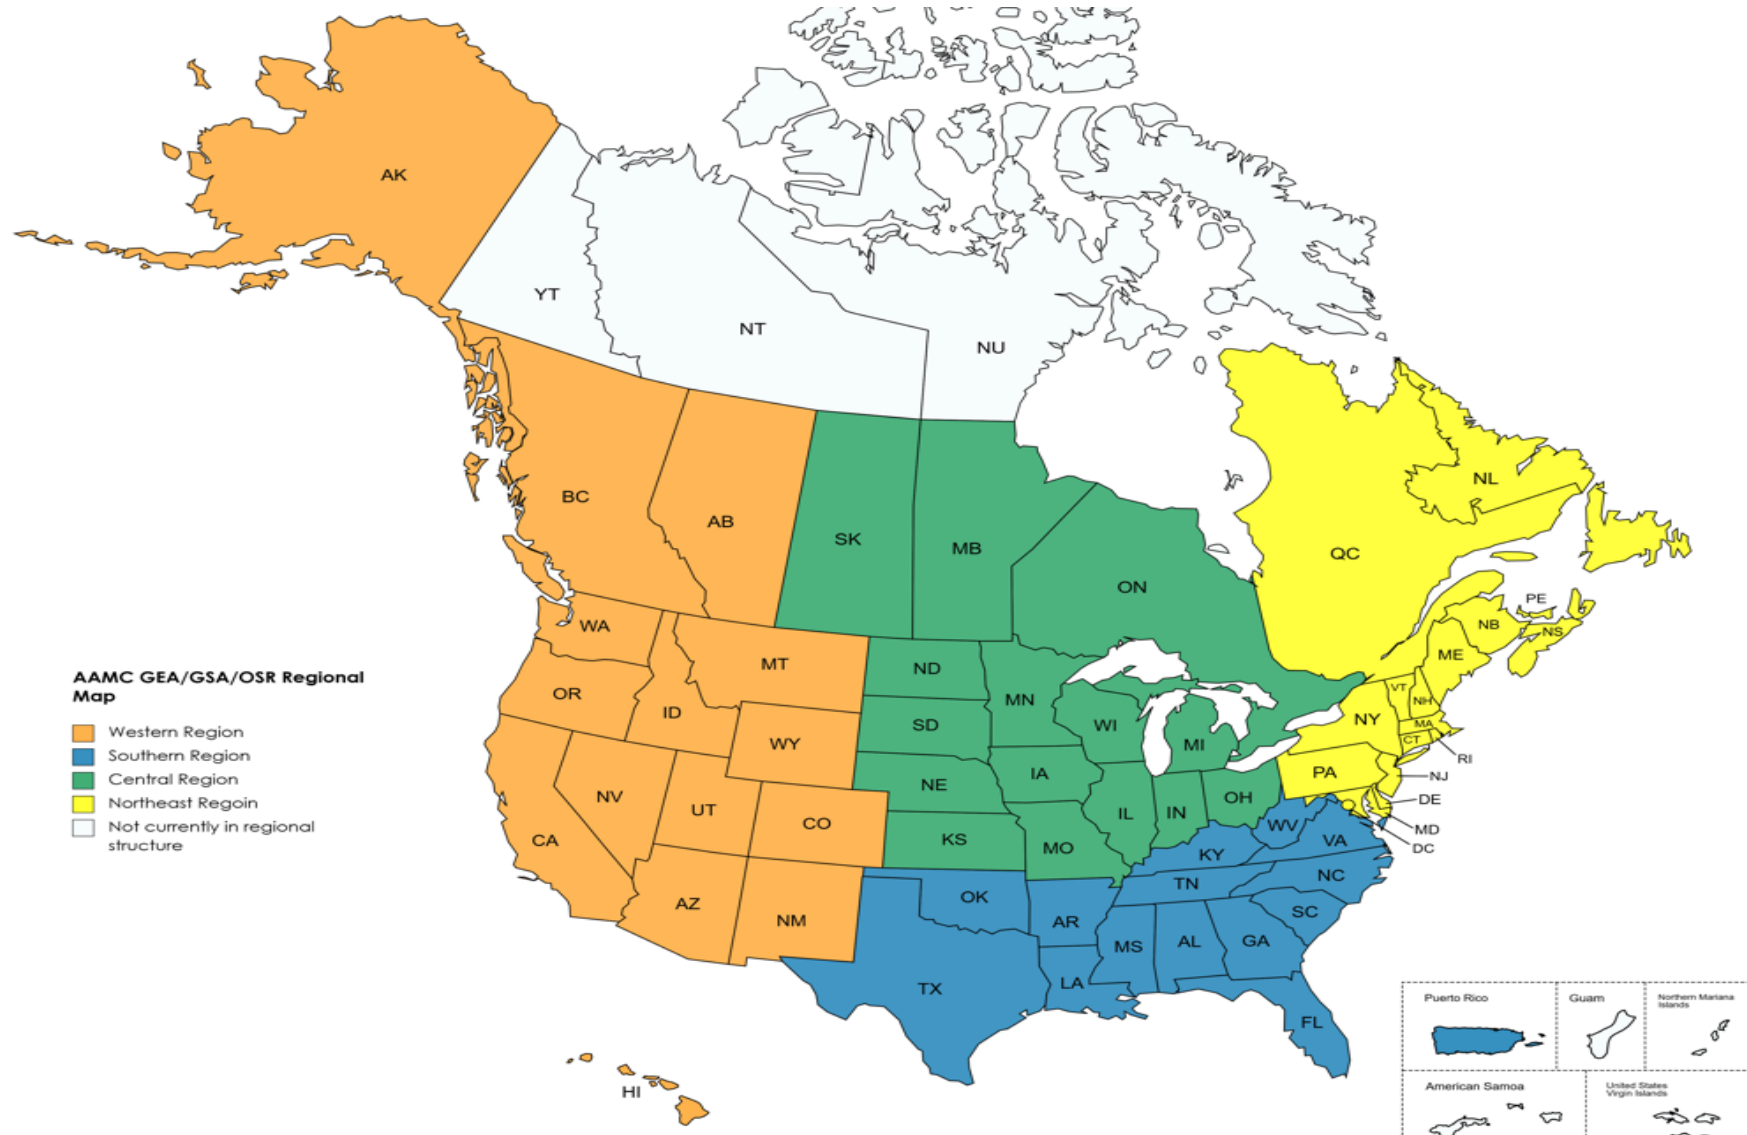 AK
YT
NT
NU
BC
AB
SK
MB
ON
QC
NL
PE
NB
NS
ME
WA
MT
ND
MN
OR
ID
SD
WI
MI
NY
VT
NH
MA
CT
RI
WY
IA
PA
NJ
NE
DE
NV
UT
CO
IL
IN
OH
MD
CA
KS
MO
WV
VA
DC
KY
AZ
NM
OK
TN
NC
AR
SC
MS
AL
GA
TX
LA
FL
HI
AAMC GEA/GSA/OSR Regional
Map
Western Region
Southern Region
Central Region
Northeast Regoin
Not currently in regional
structure
Puerto Rico
Guam
Northern Mariana
Islands
American Samoa
United States
Virgin Islands